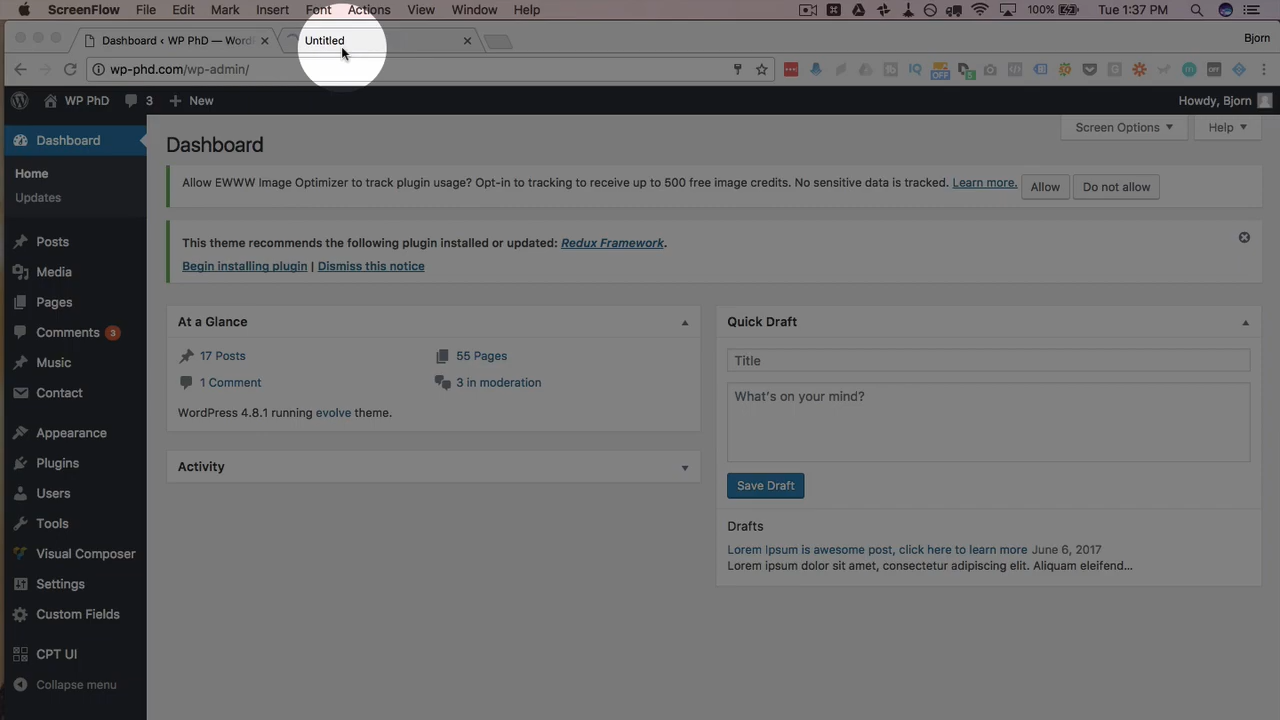 ScreenFlow File Edit Mark Insert Font Actions View Window Help 100% Tue 1:37 PM
Dashboard ‹ WP PhD — Word Untitled Bjorn
wp-phd.com/wp-admin/
WP PhD 3 New Howdy, Bjorn
Dashboard
Home
Updates
Posts
Media
Pages
Comments 3
Music
Contact
Appearance
Plugins
Users
Tools
Visual Composer
Settings
Custom Fields
CPT UI
Collapse menu
Screen Options Help
Dashboard
Allow EWWW Image Optimizer to track plugin usage? Opt-in to tracking to receive up to 500 free image credits. No sensitive data is tracked. Learn more. Allow Do not allow
This theme recommends the following plugin installed or updated: Redux Framework.
Begin installing plugin | Dismiss this notice
At a Glance
17 Posts 55 Pages
1 Comment 3 in moderation
WordPress 4.8.1 running evolve theme.
Activity
Quick Draft
Title
What's on your mind?
Save Draft
Drafts
Lorem Ipsum is awesome post, click here to learn more June 6, 2017
Lorem ipsum dolor sit amet, consectetur adipiscing elit. Aliquam eleifend…